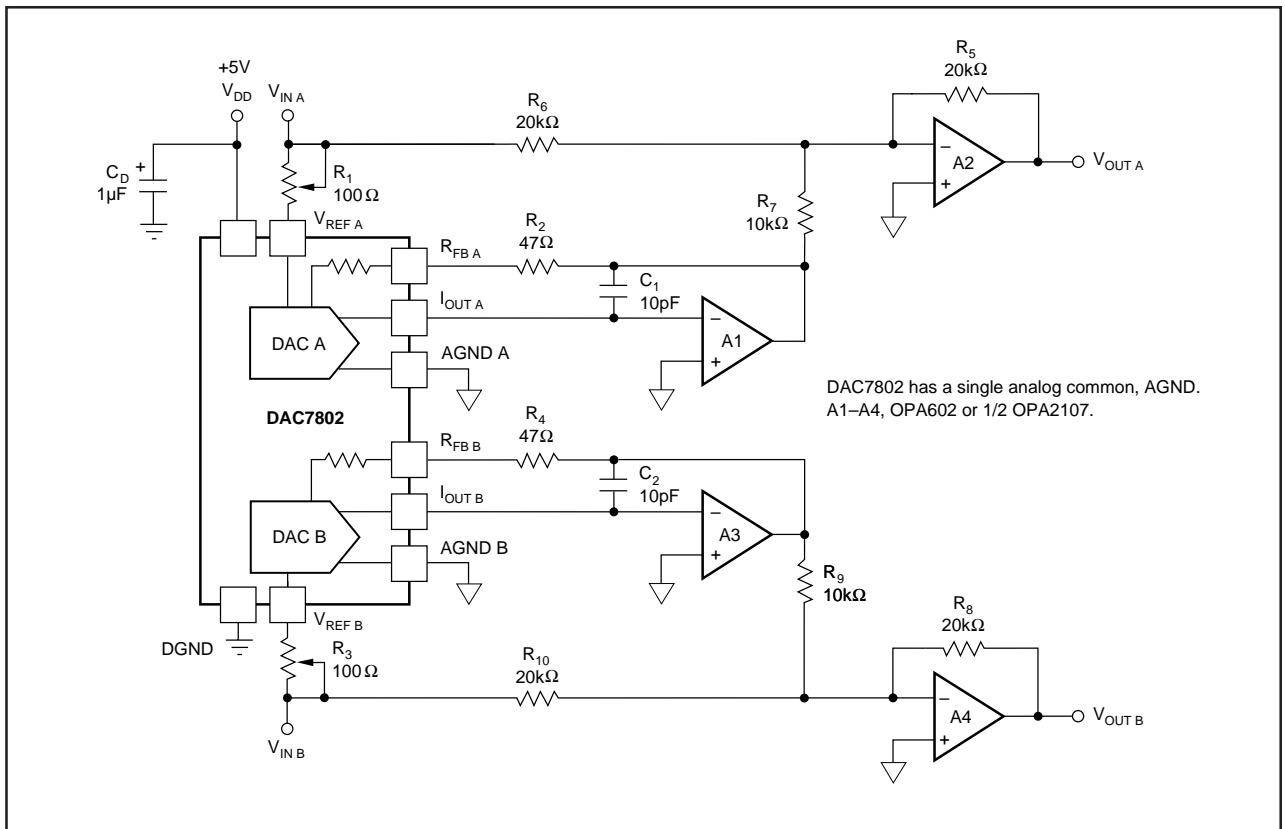 +5V
V_DD
V_IN A
C_D +
1µF
R_1
100Ω
R_6
20kΩ
R_5
20kΩ
–
A2
+
V_OUT A
R_7
10kΩ
V_REF A
R_FB A
R_2
47Ω
C_1
10pF
I_OUT A
–
A1
+
DAC A
AGND A
DAC7802
DAC7802 has a single analog common, AGND.
A1–A4, OPA602 or 1/2 OPA2107.
R_FB B
R_4
47Ω
C_2
10pF
I_OUT B
–
A3
+
DAC B
AGND B
R_9
10kΩ
V_REF B
DGND
R_3
100Ω
R_10
20kΩ
R_8
20kΩ
–
A4
+
V_OUT B
V_IN B